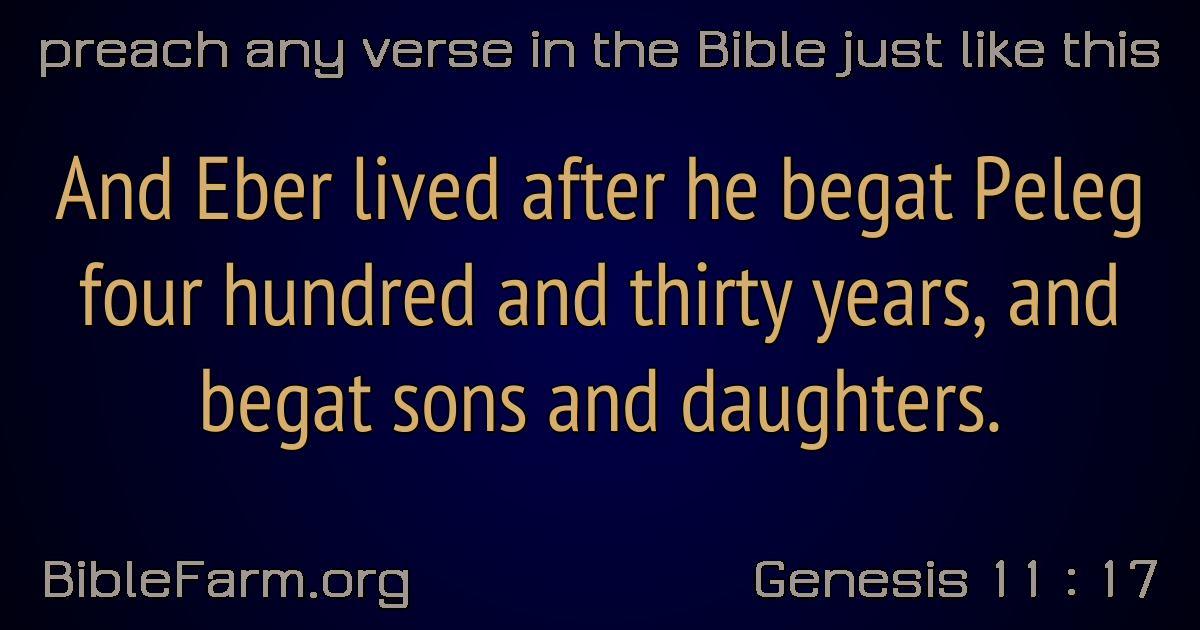 preach any verse in the Bible just like this
And Eber lived after he begat Peleg
four hundred and thirty years, and
begat sons and daughters.
BibleFarm.org
Genesis 11 : 17